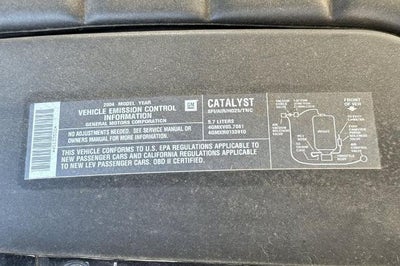 2004 MODEL YEAR
VEHICLE EMISSION CONTROL
INFORMATION
GENERAL MOTORS CORPORATION
GM
CATALYST
5.7 LITERS
NO ADJUSTMENTS NEEDED. SEE SERVICE MANUAL OR
OWNERS MANUAL FOR MORE INFORMATION.
THIS VEHICLE CONFORMS TO U.S. EPA REGULATIONS APPLICABLE TO
NEW PASSENGER CARS AND CALIFORNIA REGULATIONS APPLICABLE
TO NEW LEV PASSENGER CARS. OBD II CERTIFIED.
FRONT OF
VEH